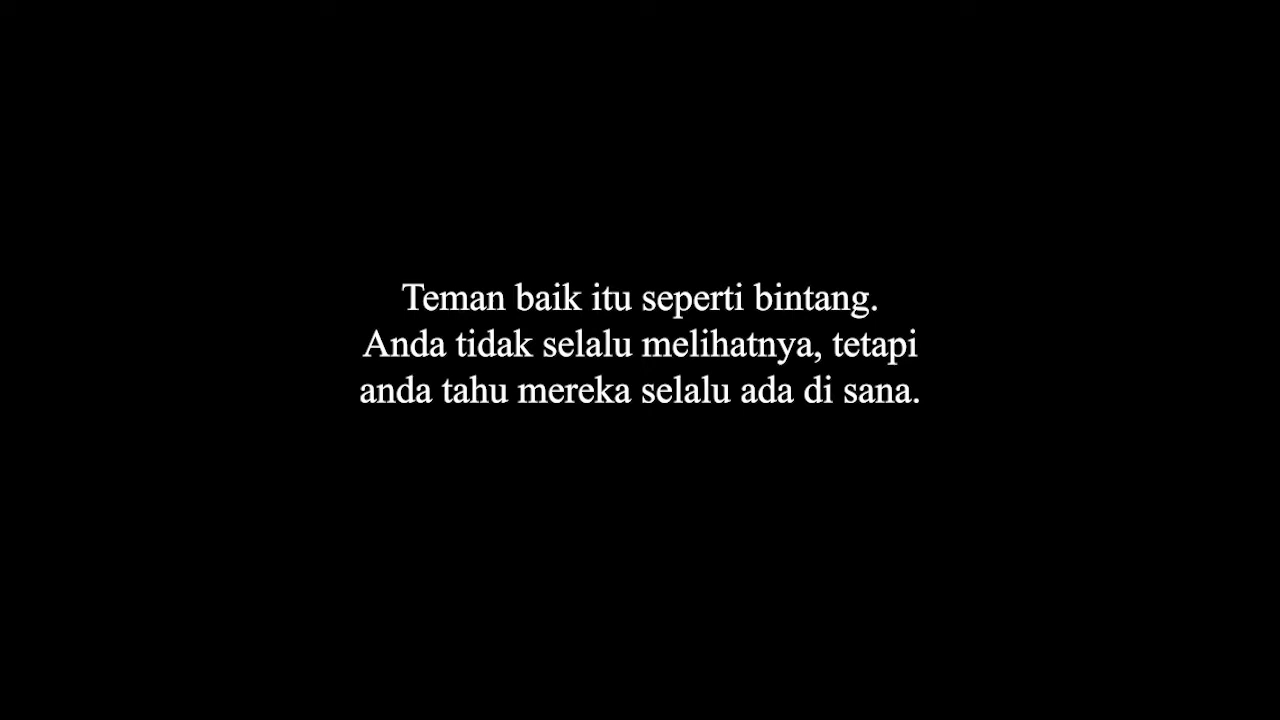 Teman baik itu seperti bintang.
Anda tidak selalu melihatnya, tetapi
anda tahu mereka selalu ada di sana.